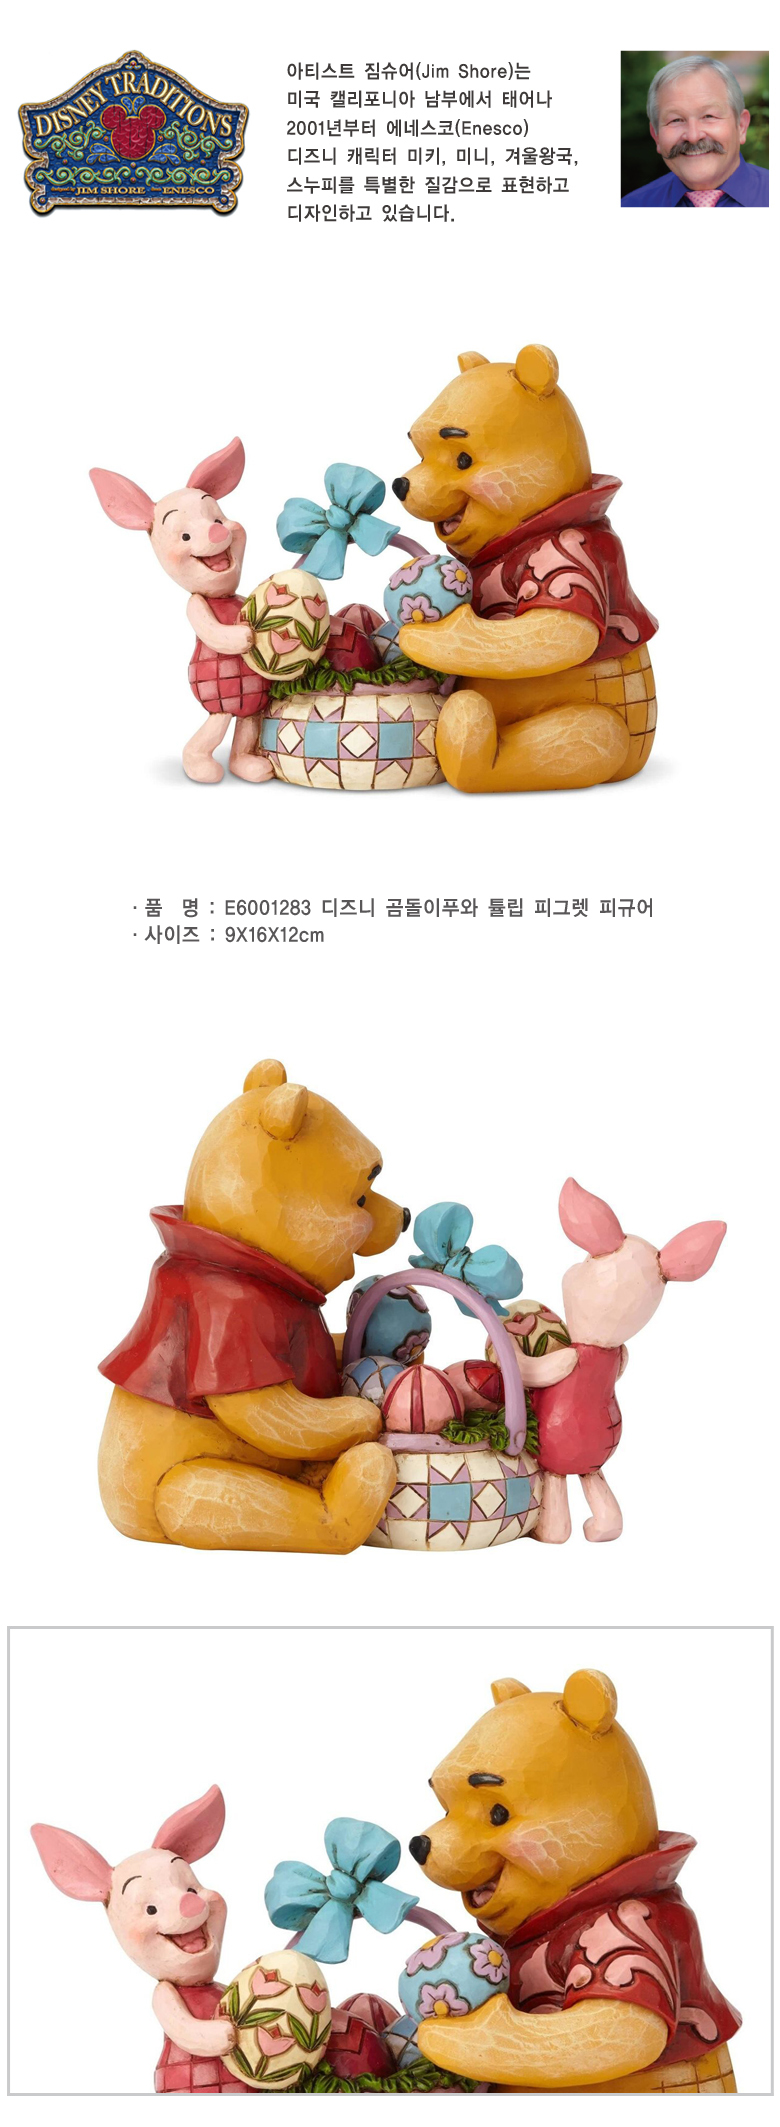 DISNEY TRADITIONS
designed by JIM SHORE from ENESCO
아티스트 짐슈어(Jim Shore)는
미국 캘리포니아 남부에서 태어나
2001년부터 에네스코(Enesco)
디즈니 캐릭터 미키, 미니, 겨울왕국,
스누피를 특별한 질감으로 표현하고
디자인하고 있습니다.
· 품 명 : E6001283 디즈니 곰돌이푸와 튤립 피그렛 피규어
· 사이즈 : 9X16X12cm